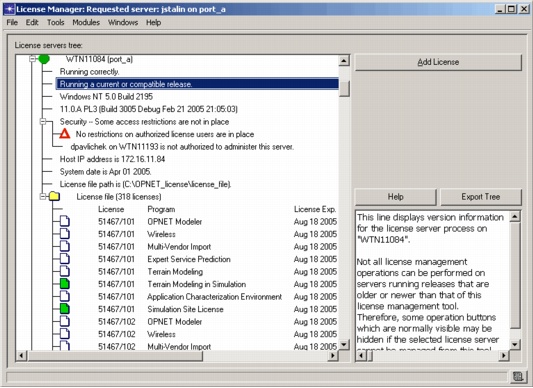 License Manager: Requested server: jstalin on port_a
File Edit Tools Modules Windows Help
License servers tree:
WTN11084 (port_a)
Running correctly.
Running a current or compatible release.
Windows NT 5.0 Build 2195
11.0.A PL3 (Build 3005 Debug Feb 21 2005 21:05:03)
Security – Some access restrictions are not in place
No restrictions on authorized license users are in place
dpavlichek on WTN11193 is not authorized to administer this server.
Host IP address is 172.16.11.84
System date is Apr 01 2005.
License file path is (C:\OPNET_license\license_file).
License file (318 licenses)
License Program License Exp.
51467/101 OPNET Modeler Aug 18 2005
51467/101 Wireless Aug 18 2005
51467/101 Multi-Vendor Import Aug 18 2005
51467/101 Expert Service Prediction Aug 18 2005
51467/101 Terrain Modeling Aug 18 2005
51467/101 Terrain Modeling in Simulation Aug 18 2005
51467/101 Application Characterization Environment Aug 18 2005
51467/101 Simulation Site License Aug 18 2005
51467/102 OPNET Modeler Aug 18 2005
51467/102 Wireless Aug 18 2005
51467/102 Multi-Vendor Import Aug 18 2005
Add License
Help Export Tree
This line displays version information
for the license server process on
"WTN11084".
Not all license management
operations can be performed on
servers running releases that are
older or newer than that of this
license management tool.
Therefore, some operation buttons
which are normally visible may be
hidden if the selected license server
cannot be managed from this tool